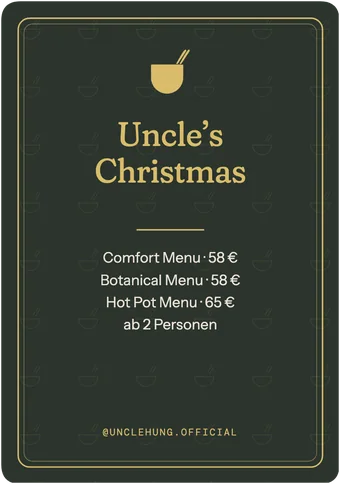 Uncle’s
Christmas
Comfort Menu · 58 €
Botanical Menu · 58 €
Hot Pot Menu · 65 €
ab 2 Personen
@UNCLEHUNG.OFFICIAL